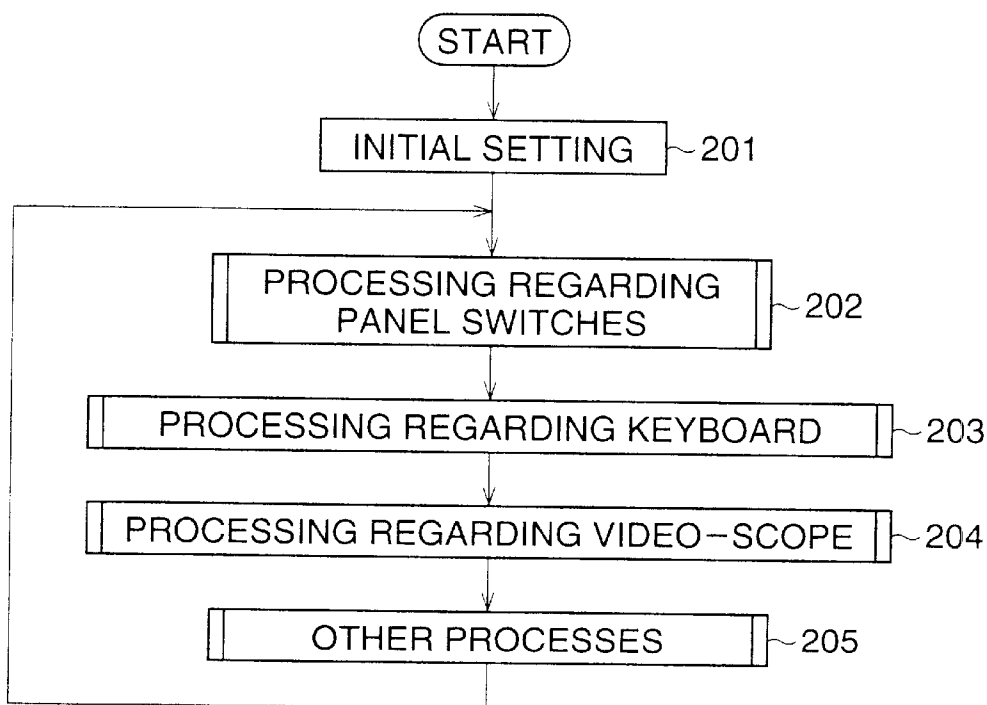 START
INITIAL SETTING
201
PROCESSING REGARDING
PANEL SWITCHES
202
PROCESSING REGARDING KEYBOARD
203
PROCESSING REGARDING VIDEO-SCOPE
204
OTHER PROCESSES
205